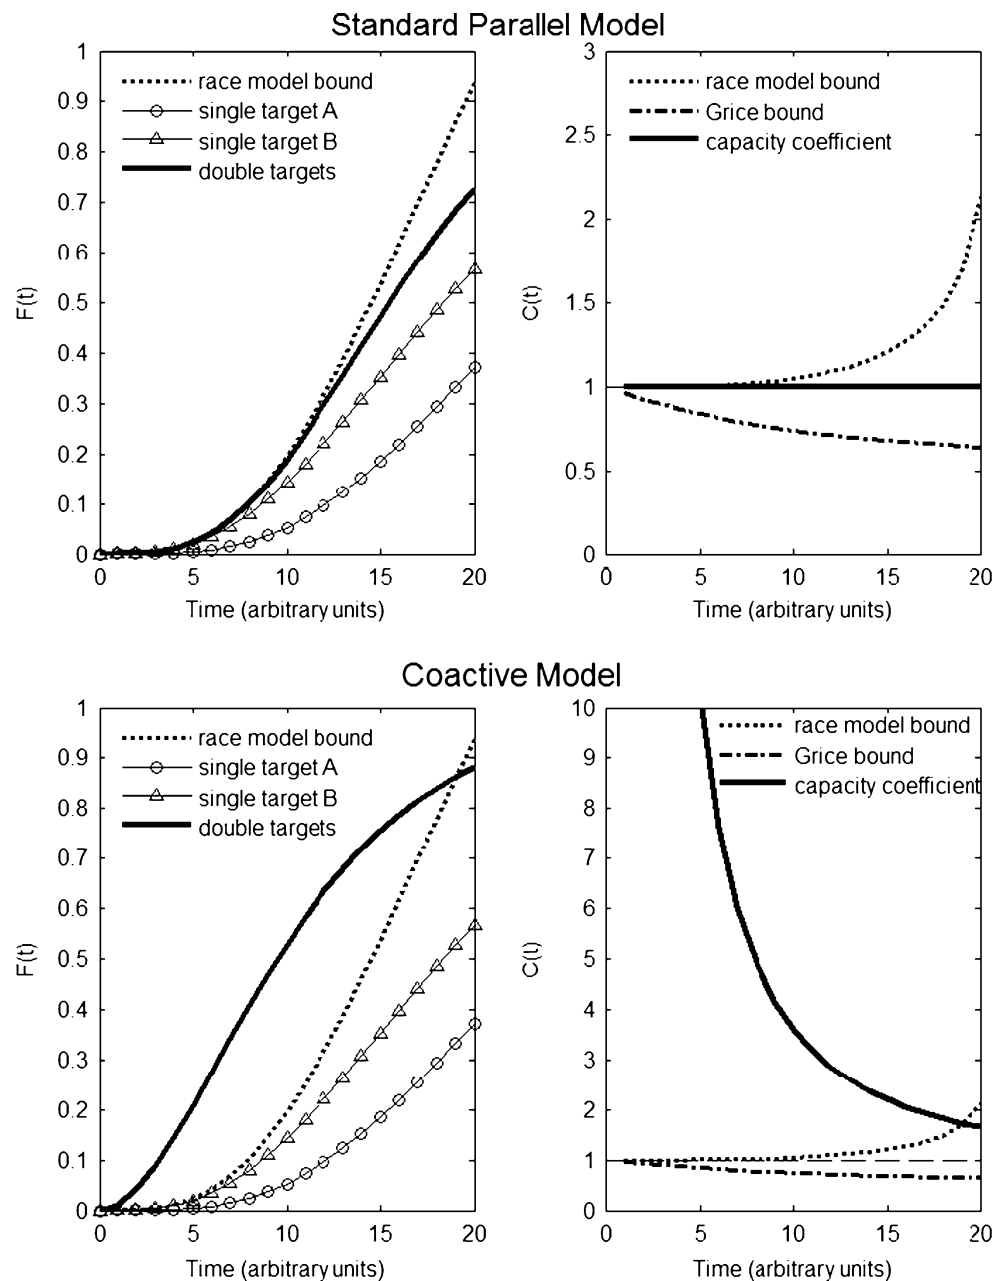 Standard Parallel Model
1
0.9
0.8
0.7
0.6
0.5
0.4
0.3
0.2
0.1
0
F(t)
race model bound
single target A
single target B
double targets
0 5 10 15 20
Time (arbitrary units)
3
2.5
2
1.5
1
0.5
0
C(t)
race model bound
Grice bound
capacity coefficient
0 5 10 15 20
Time (arbitrary units)
Coactive Model
1
0.9
0.8
0.7
0.6
0.5
0.4
0.3
0.2
0.1
0
F(t)
race model bound
single target A
single target B
double targets
0 5 10 15 20
Time (arbitrary units)
10
9
8
7
6
5
4
3
2
1
0
C(t)
race model bound
Grice bound
capacity coefficient
0 5 10 15 20
Time (arbitrary units)